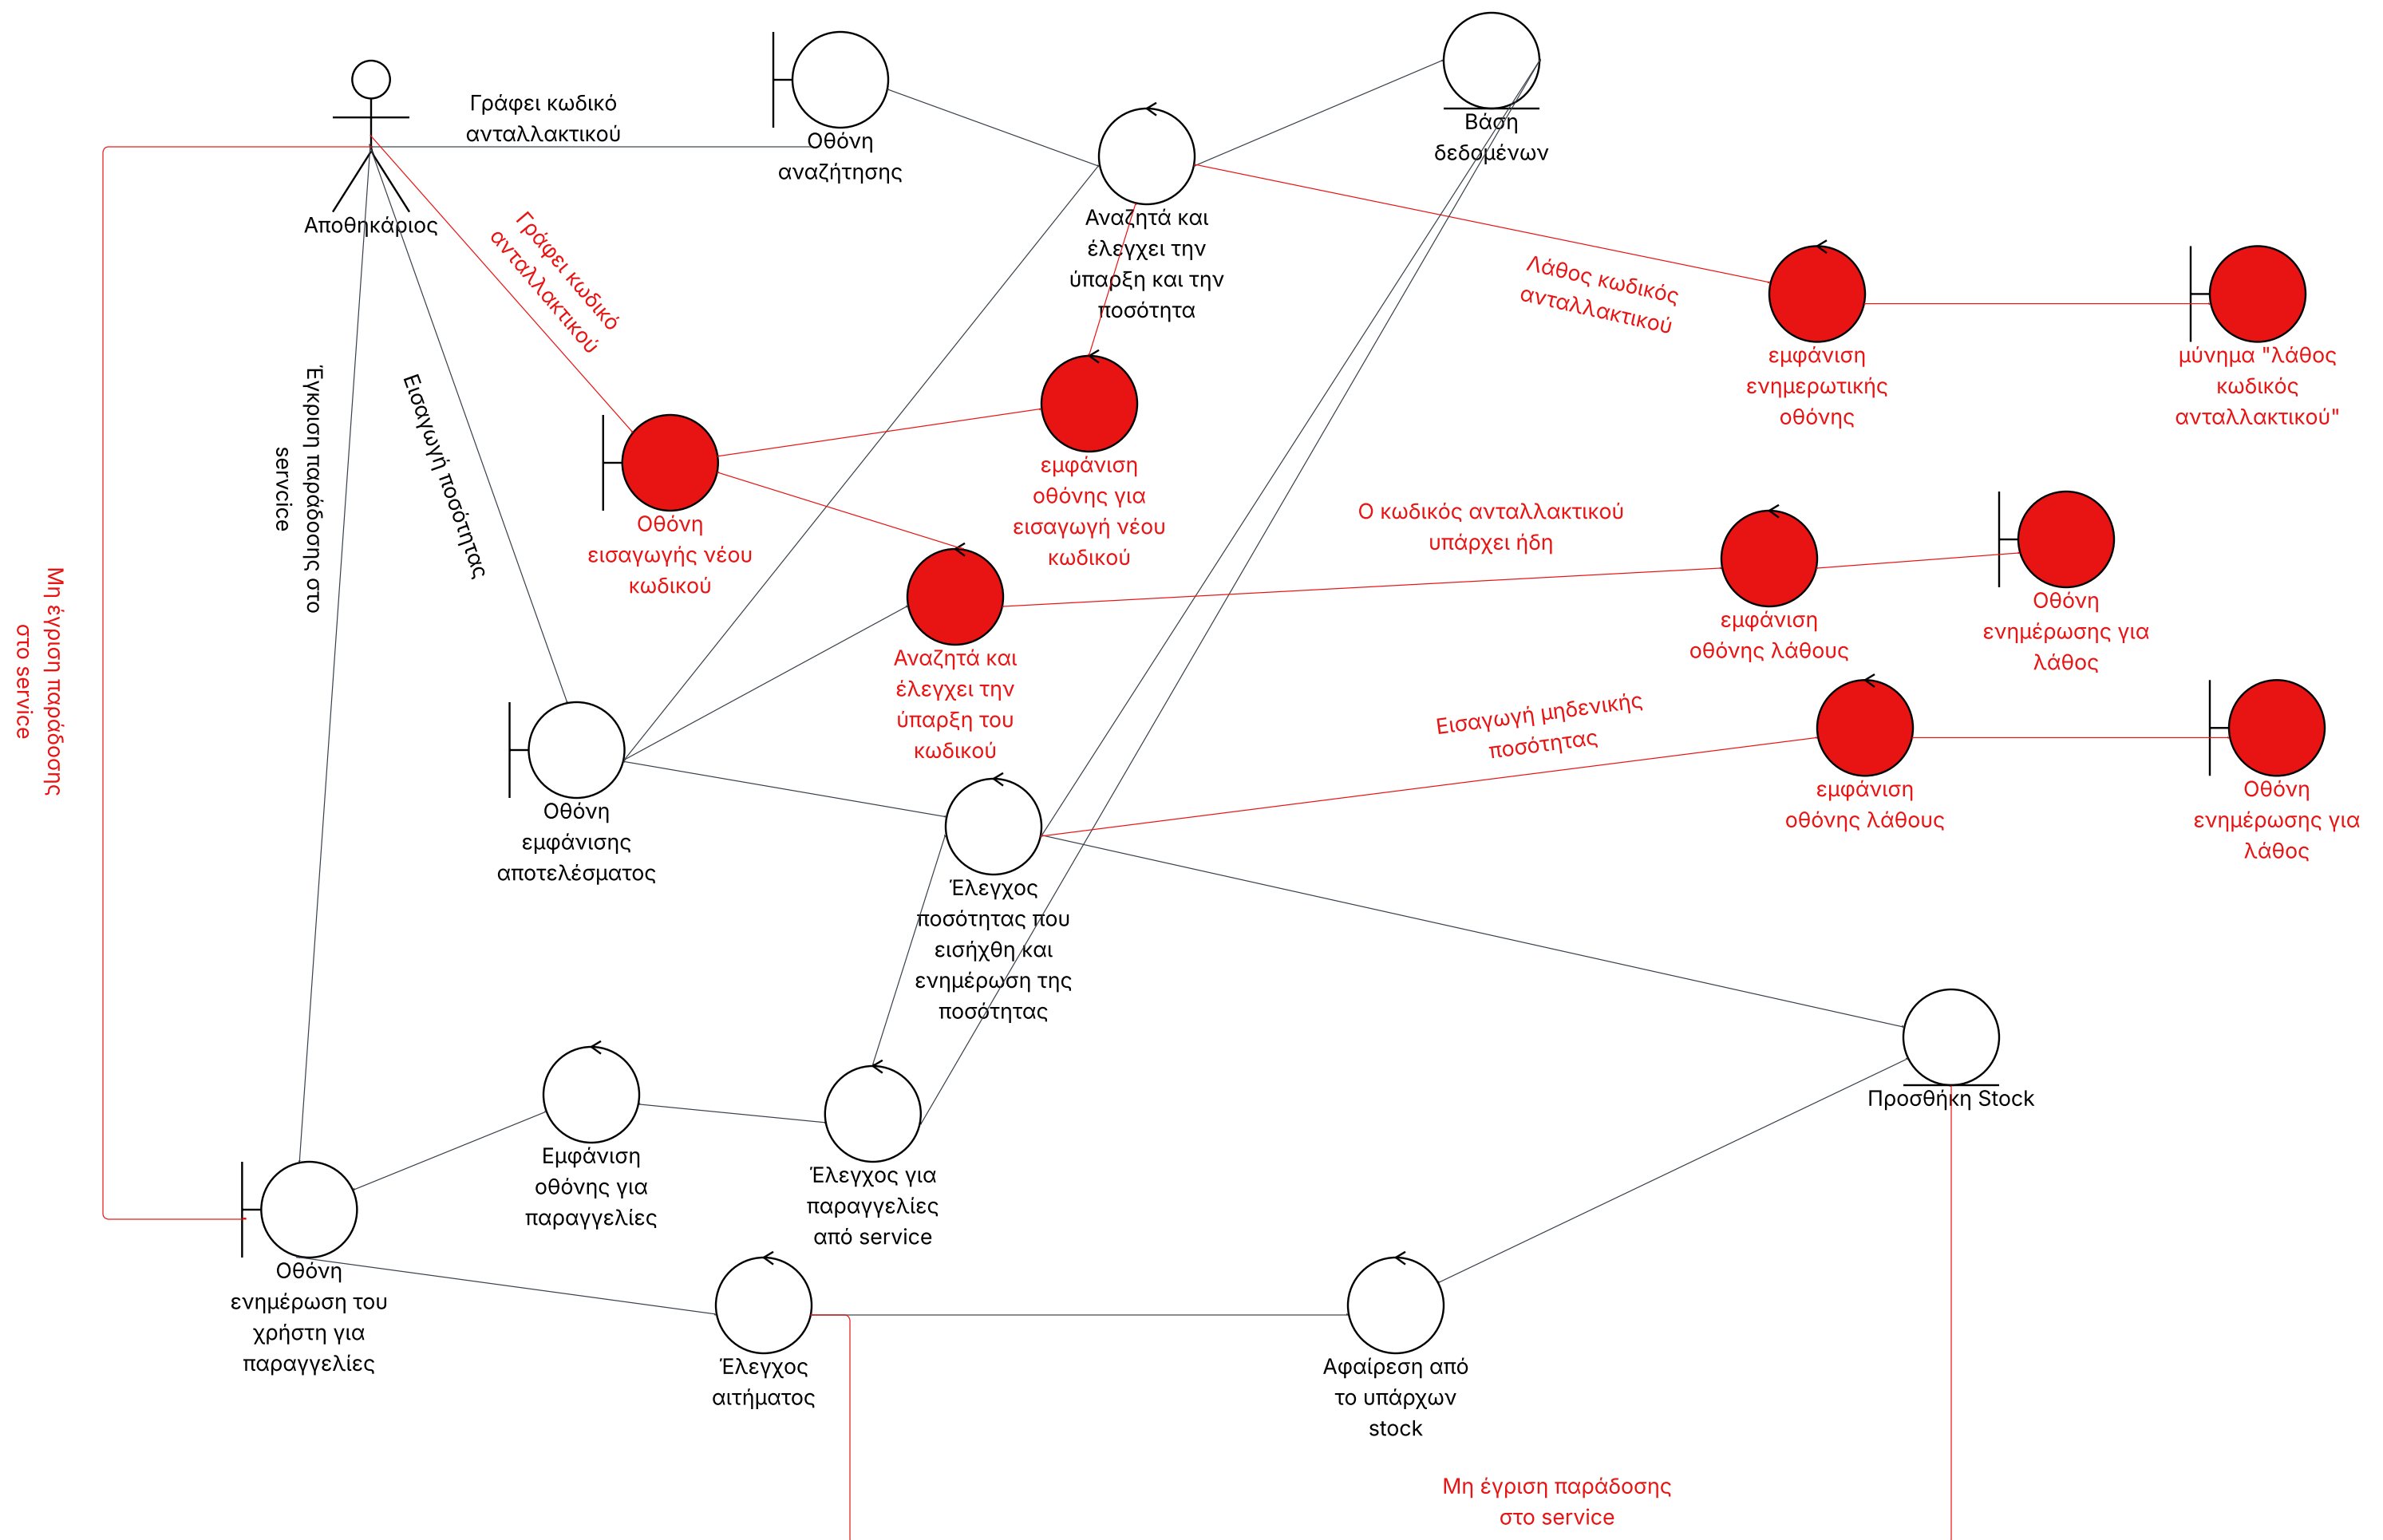 Γράφει κωδικό
ανταλλακτικού
Οθόνη
αναζήτησης
Βάση
δεδομένων
Αποθηκάριος
Αναζητά και
έλεγχει την
ύπαρξη και την
ποσότητα
Γράφει κωδικό
ανταλλακτικού
Λάθος κωδικός
ανταλλακτικού
εμφάνιση
ενημερωτικής
οθόνης
μύνημα "λάθος
κωδικός
ανταλλακτικού"
Έγκριση παράδοσης στο
servcice
Εισαγωγή ποσότητας
Οθόνη
εισαγωγής νέου
κωδικού
εμφάνιση
οθόνης για
εισαγωγή νέου
κωδικού
Ο κωδικός ανταλλακτικού
υπάρχει ήδη
εμφάνιση
οθόνης λάθους
Οθόνη
ενημέρωσης για
λάθος
Μη έγριση παράδοσης
στο service
Αναζητά και
έλεγχει την
ύπαρξη του
κωδικού
Εισαγωγή μηδενικής
ποσότητας
εμφάνιση
οθόνης λάθους
Οθόνη
ενημέρωσης για
λάθος
Οθόνη
εμφάνισης
αποτελέσματος
Έλεγχος
ποσότητας που
εισήχθη και
ενημέρωση της
ποσότητας
Προσθήκη Stock
Εμφάνιση
οθόνης για
παραγγελίες
Έλεγχος για
παραγγελίες
από service
Οθόνη
ενημέρωση του
χρήστη για
παραγγελίες
Έλεγχος
αιτήματος
Αφαίρεση από
το υπάρχων
stock
Μη έγριση παράδοσης
στο service